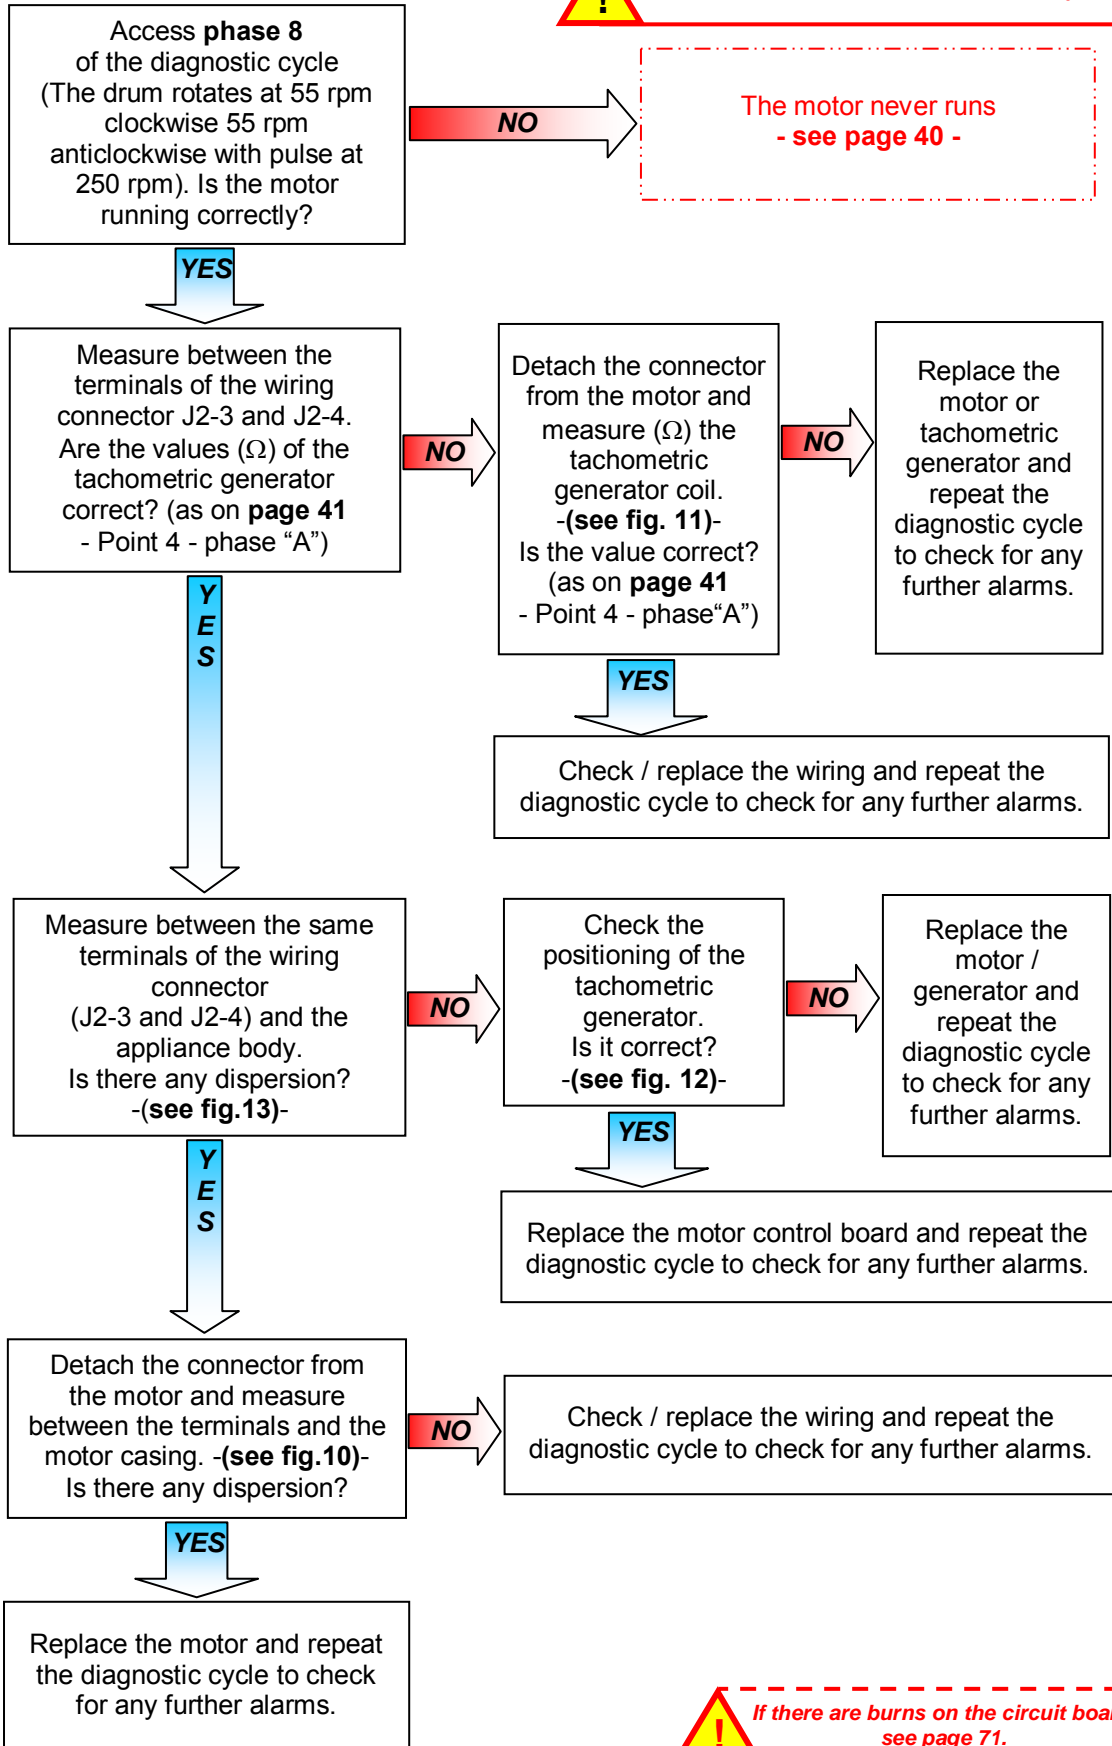 !
Access phase 8
of the diagnostic cycle
(The drum rotates at 55 rpm
clockwise 55 rpm
anticlockwise with pulse at
250 rpm). Is the motor
running correctly?
NO
The motor never runs
- see page 40 -
YES
Measure between the
terminals of the wiring
connector J2-3 and J2-4.
Are the values (Ω) of the
tachometric generator
correct? (as on page 41
- Point 4 - phase “A”)
NO
Detach the connector
from the motor and
measure (Ω) the
tachometric
generator coil.
-(see fig. 11)-
Is the value correct?
(as on page 41
- Point 4 - phase“A”)
NO
Replace the
motor or
tachometric
generator and
repeat the
diagnostic cycle
to check for any
further alarms.
YES
Check / replace the wiring and repeat the
diagnostic cycle to check for any further alarms.
Y
E
S
Measure between the same
terminals of the wiring
connector
(J2-3 and J2-4) and the
appliance body.
Is there any dispersion?
-(see fig.13)-
NO
Check the
positioning of the
tachometric
generator.
Is it correct?
-(see fig. 12)-
NO
Replace the
motor /
generator and
repeat the
diagnostic cycle
to check for any
further alarms.
YES
Replace the motor control board and repeat the
diagnostic cycle to check for any further alarms.
Y
E
S
Detach the connector from
the motor and measure
between the terminals and the
motor casing. -(see fig.10)-
Is there any dispersion?
NO
Check / replace the wiring and repeat the
diagnostic cycle to check for any further alarms.
YES
Replace the motor and repeat
the diagnostic cycle to check
for any further alarms.
!
If there are burns on the circuit boar
see page 71.